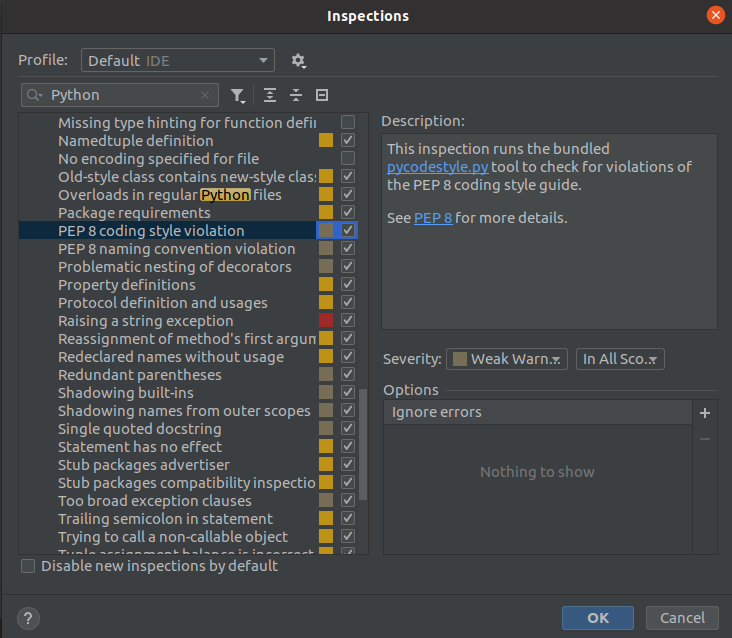 Inspections
Profile: Default IDE
Python
Missing type hinting for function defin
Namedtuple definition
No encoding specified for file
Old-style class contains new-style class
Overloads in regular Python files
Package requirements
PEP 8 coding style violation
PEP 8 naming convention violation
Problematic nesting of decorators
Property definitions
Protocol definition and usages
Raising a string exception
Reassignment of method's first argum
Redeclared names without usage
Redundant parentheses
Shadowing built-ins
Shadowing names from outer scopes
Single quoted docstring
Statement has no effect
Stub packages advertiser
Stub packages compatibility inspectio
Too broad exception clauses
Trailing semicolon in statement
Trying to call a non-callable object
Tuple assignment balance is incorrect
Disable new inspections by default
Description:
This inspection runs the bundled
pycodestyle.py tool to check for violations of
the PEP 8 coding style guide.
See PEP 8 for more details.
Severity: Weak Warn... In All Sco...
Options
Ignore errors
Nothing to show
?
OK
Cancel